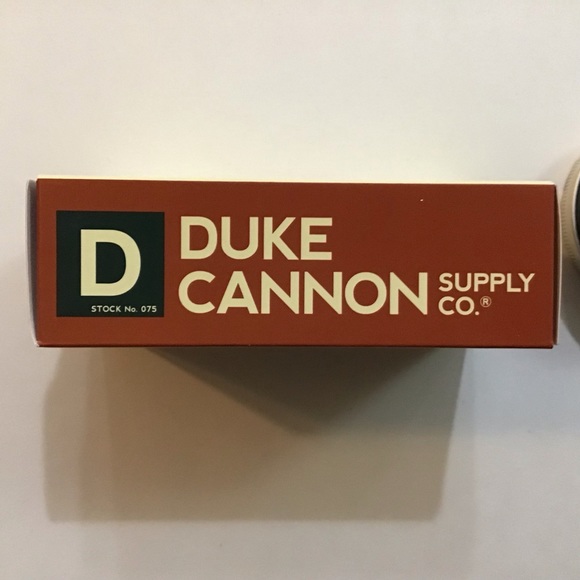 D
STOCK No. 075
DUKE
CANNON
SUPPLY
CO.®